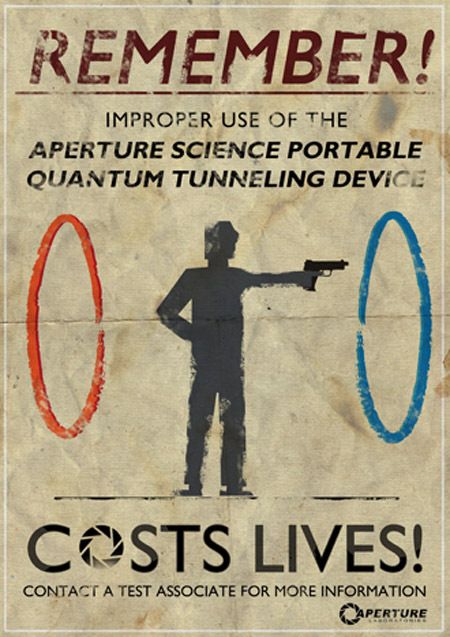 REMEMBER!
IMPROPER USE OF THE
APERTURE SCIENCE PORTABLE
QUANTUM TUNNELING DEVICE
COSTS LIVES!
CONTACT A TEST ASSOCIATE FOR MORE INFORMATION
APERTURE
LABORATORIES